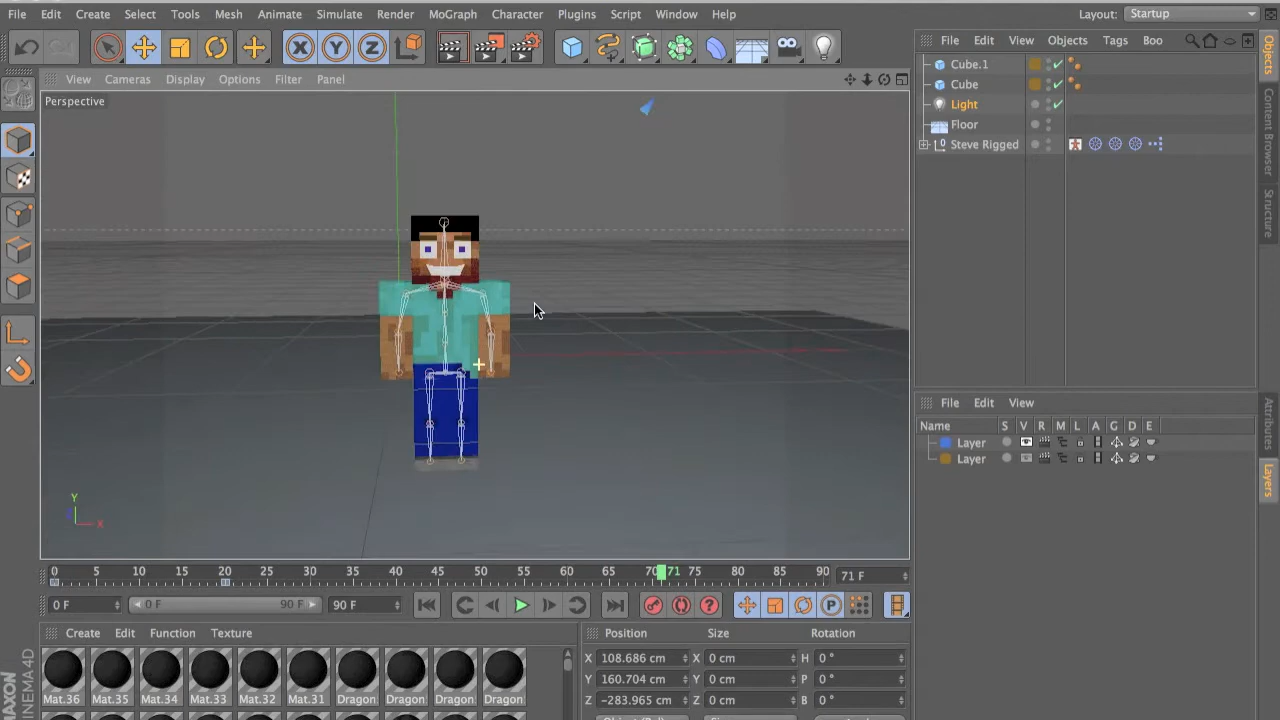 File Edit Create Select Tools Mesh Animate Simulate Render MoGraph Character Plugins Script Window Help Layout: Startup
File Edit View Objects Tags Boo
View Cameras Display Options Filter Panel
Perspective
Cube.1
Cube
Light
Floor
Steve Rigged
Objects
Content Browser
Structure
Attributes
Layers
File Edit View
Name S V R M L A G D E
Layer
Layer
Y
X
0 5 10 15 20 25 30 35 40 45 50 55 60 65 70 71 75 80 85 90 71 F
0 F 0 F 90 F 90 F
Create Edit Function Texture
Position Size Rotation
X 108.686 cm X 0 cm H 0 °
Y 160.704 cm Y 0 cm P 0 °
Z -283.965 cm Z 0 cm B 0 °
Mat.36 Mat.35 Mat.34 Mat.33 Mat.32 Mat.31 Dragon Dragon Dragon Dragon
MAXON
CINEMA4D